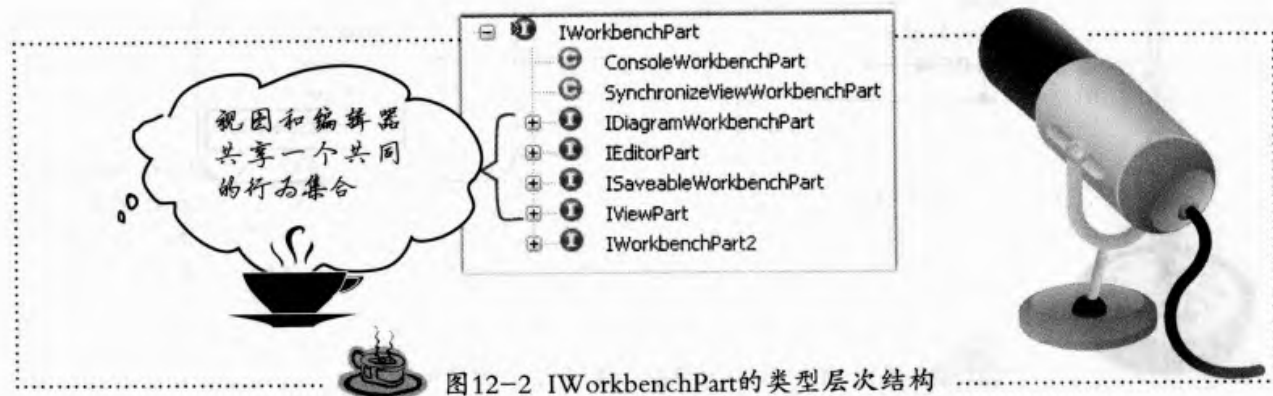 IWorkbenchPart
ConsoleWorkbenchPart
SynchronizeViewWorkbenchPart
IDiagramWorkbenchPart
IEditorPart
ISaveableWorkbenchPart
IViewPart
IWorkbenchPart2
视图和编辑器
共享一个共同
的行为集合
图12-2 IWorkbenchPart的类型层次结构